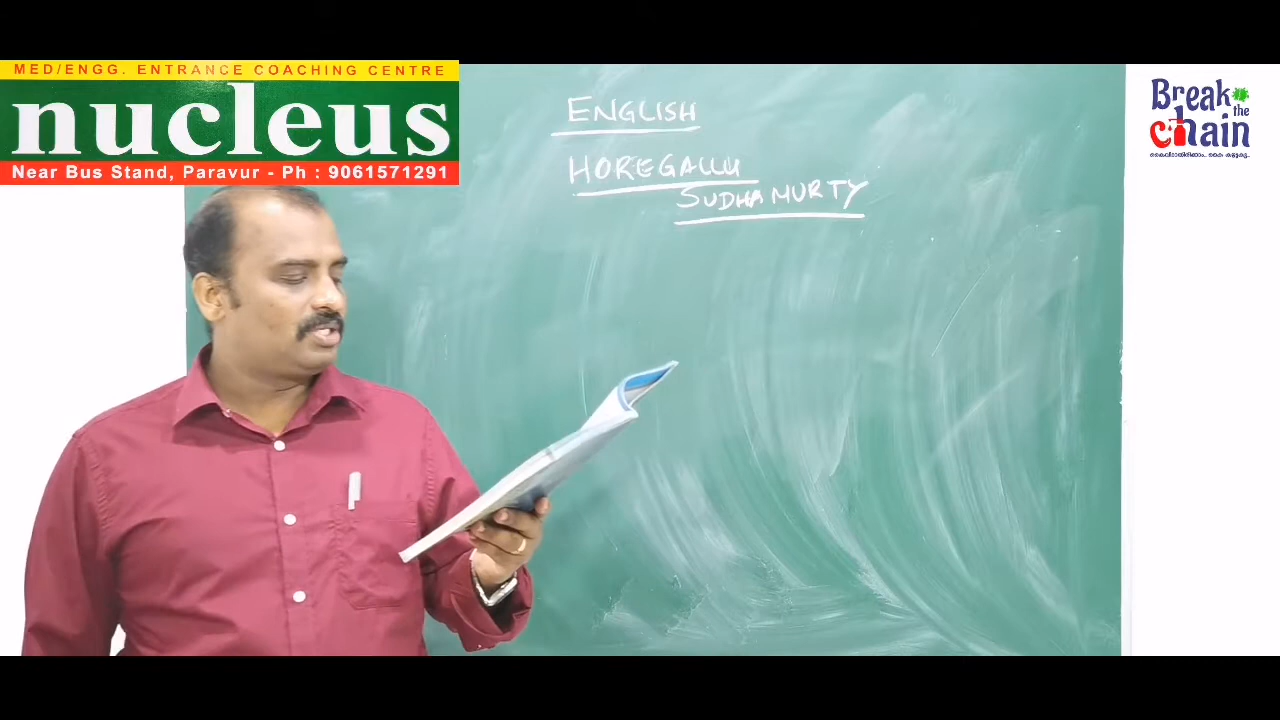 MED/ENGG. ENTRANCE COACHING CENTRE
nucleus
Near Bus Stand, Paravur - Ph : 9061571291
ENGLISH
HOREGALLU
SUDHA MURTY
Break
the
chain